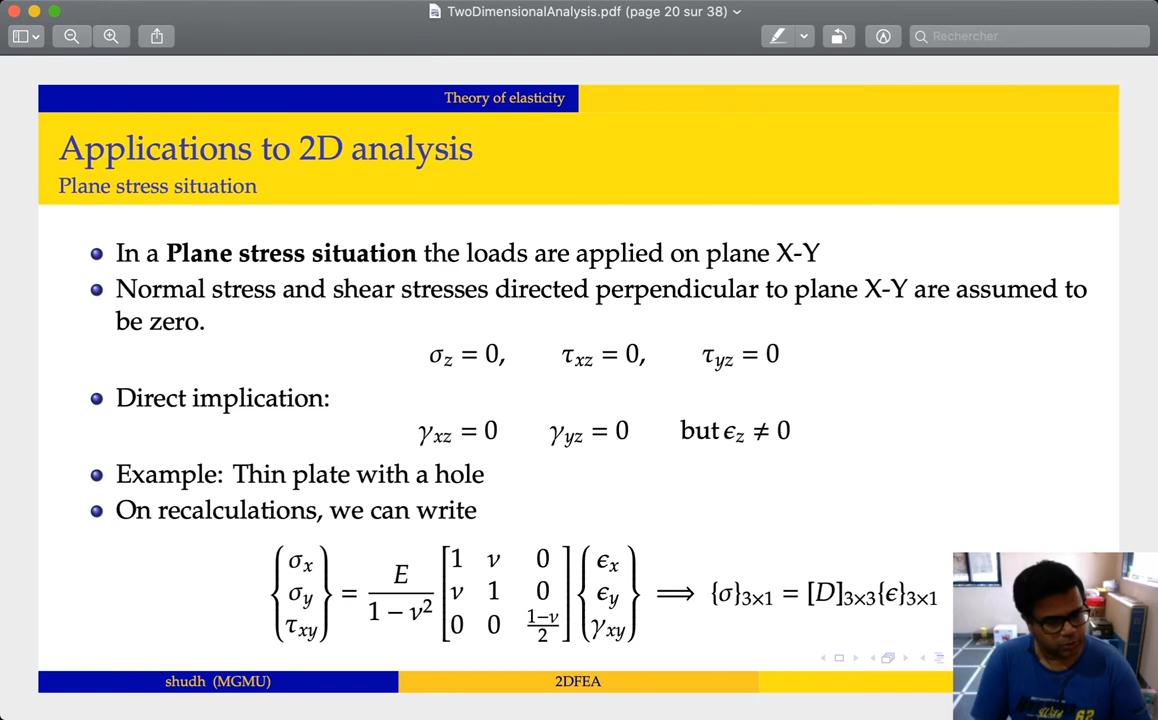 TwoDimensionalAnalysis.pdf (page 20 sur 38)
Rechercher
Theory of elasticity
Applications to 2D analysis
Plane stress situation
In a Plane stress situation the loads are applied on plane X-Y
Normal stress and shear stresses directed perpendicular to plane X-Y are assumed to
be zero.
σz = 0, τxz = 0, τyz = 0
Direct implication:
γxz = 0 γyz = 0 but ϵz ≠ 0
Example: Thin plate with a hole
On recalculations, we can write
{σx σy τxy} = E/(1 − ν²) [1 ν 0; ν 1 0; 0 0 (1−ν)/2] {ϵx ϵy γxy} ⟹ {σ}3×1 = [D]3×3{ϵ}3×1
shudh (MGMU)
2DFEA